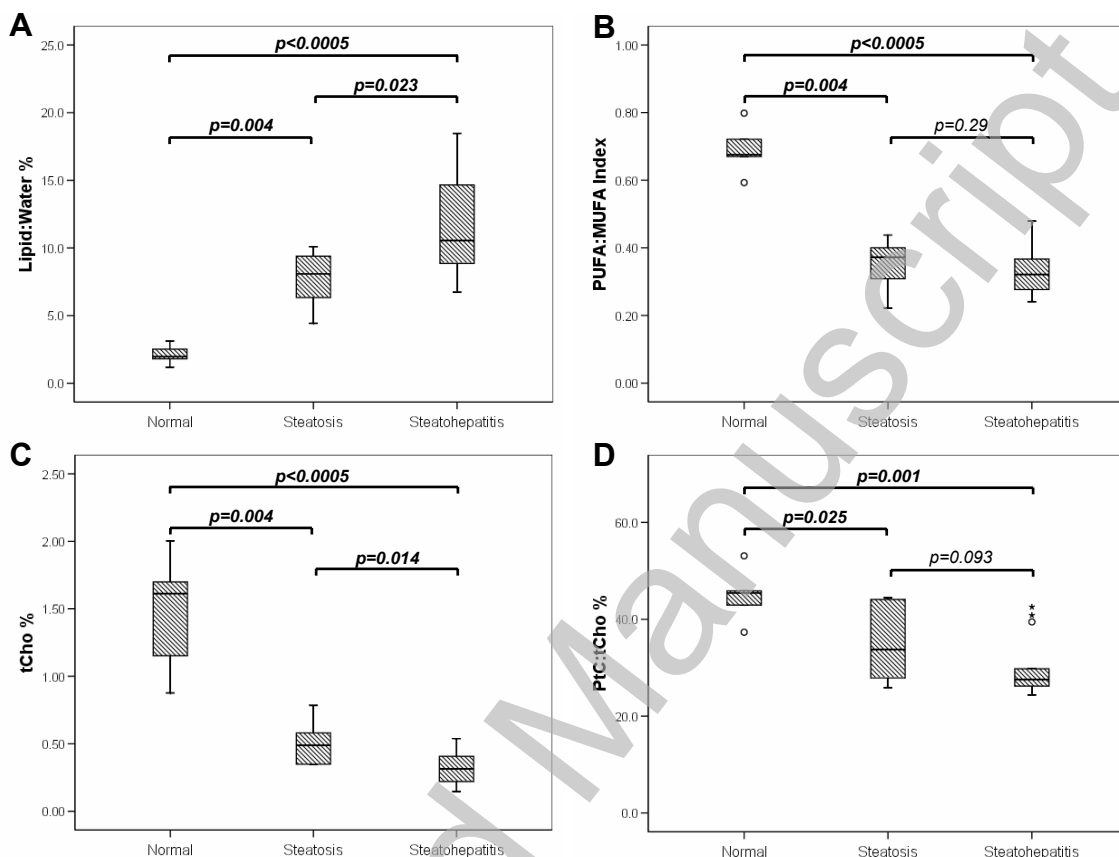 A
Lipid:Water %
25.0
20.0
15.0
10.0
5.0
0.0
p<0.0005
p=0.023
p=0.004
Normal
Steatosis
Steatohepatitis
B
PUFA:MUFA Index
1.00
0.80
0.60
0.40
0.20
0.00
p<0.0005
p=0.004
p=0.29
Normal
Steatosis
Steatohepatitis
C
tCho %
2.50
2.00
1.50
1.00
0.50
0.00
p<0.0005
p=0.004
p=0.014
Normal
Steatosis
Steatohepatitis
D
PtC:tCho %
60.0
40.0
20.0
0.0
p=0.001
p=0.025
p=0.093
Normal
Steatosis
Steatohepatitis
d Manuscript